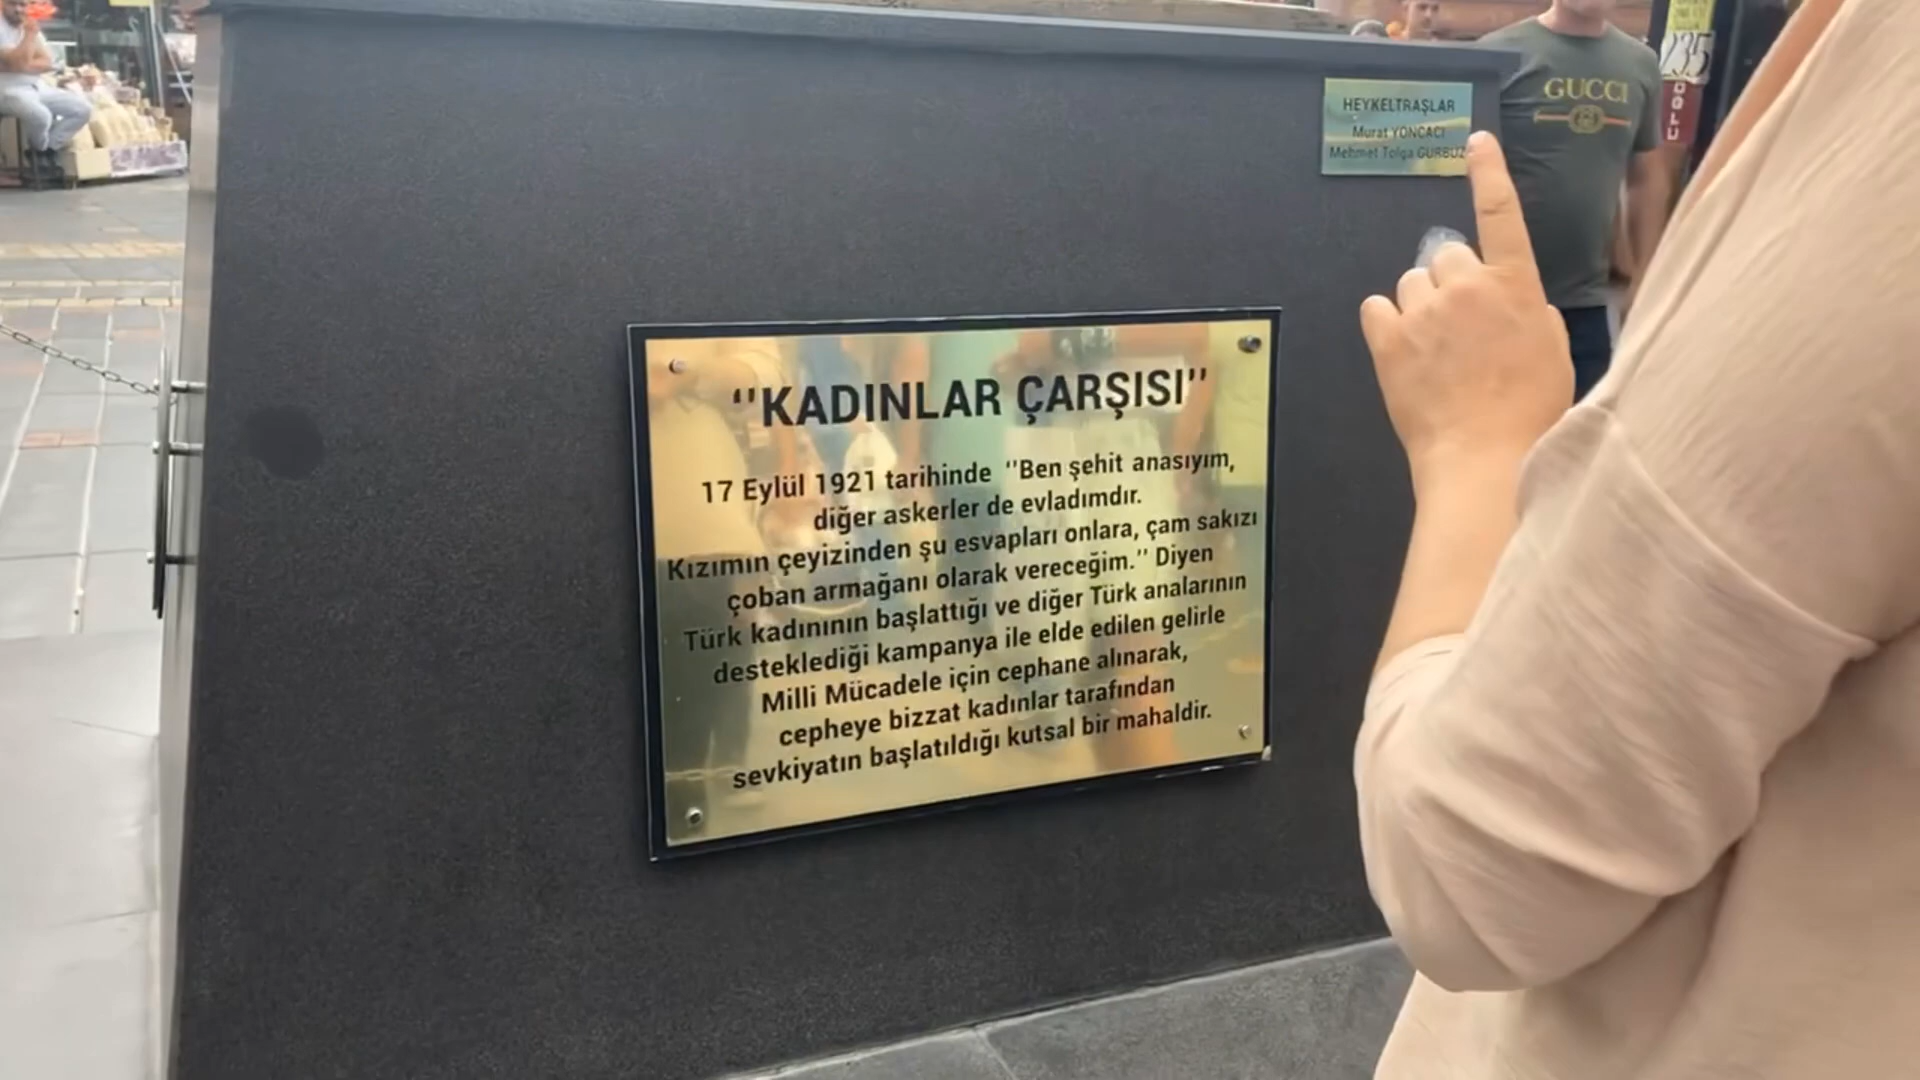 HEYKELTRAŞLAR
Murat YONCACI
Mehmet Tolga GÜRBÜZ
GUCCI
235
OĞLU
"KADINLAR ÇARŞISI"
17 Eylül 1921 tarihinde "Ben şehit anasıyım,
diğer askerler de evladımdır.
Kızımın çeyizinden şu esvapları onlara, çam sakızı
çoban armağanı olarak vereceğim." Diyen
Türk kadınının başlattığı ve diğer Türk analarının
desteklediği kampanya ile elde edilen gelirle
Milli Mücadele için cephane alınarak,
cepheye bizzat kadınlar tarafından
sevkiyatın başlatıldığı kutsal bir mahaldir.